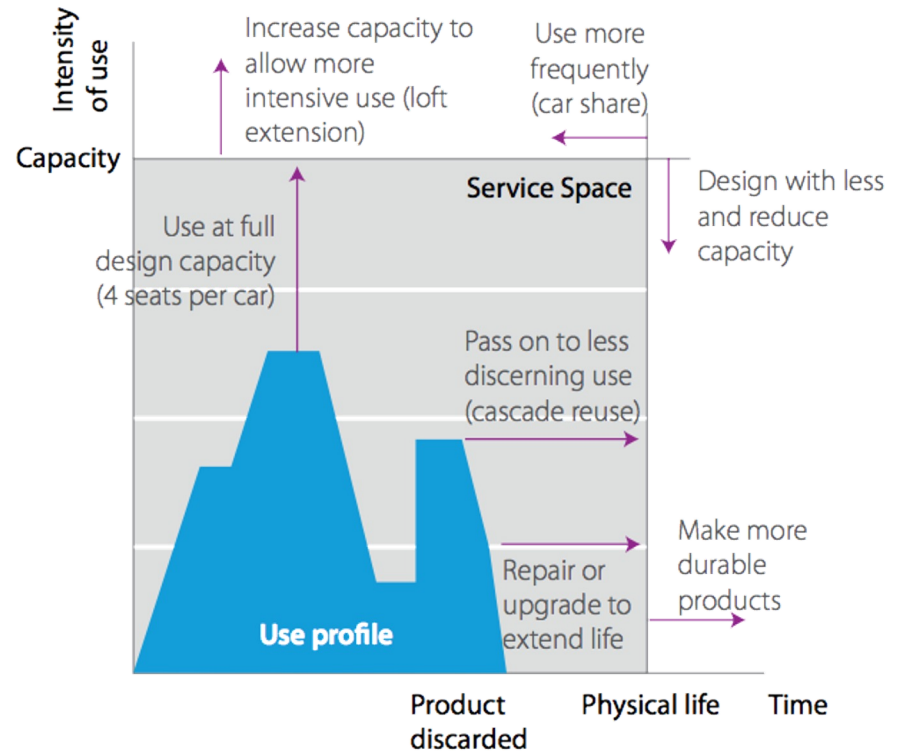 Intensity
of use
Increase capacity to
allow more
intensive use (loft
extension)
Use more
frequently
(car share)
Capacity
Service Space
Design with less
and reduce
capacity
Use at full
design capacity
(4 seats per car)
Pass on to less
discerning use
(cascade reuse)
Make more
durable
products
Repair or
upgrade to
extend life
Use profile
Product
discarded
Physical life
Time